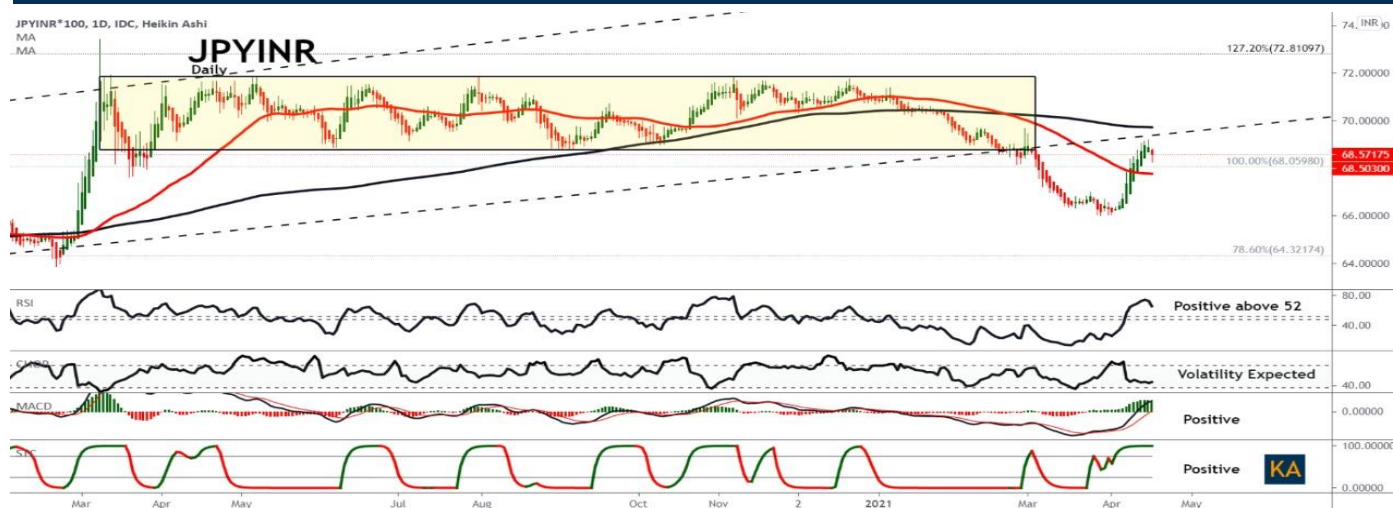 JPYINR*100, 1D, IDC, Heikin Ashi
MA
MA
JPYINR
Daily
INR
127.20%(72.81097)
72.00000
70.00000
68.57175
100.00%(68.05980)
68.50300
66.00000
78.60%(64.32174)
64.00000
RSI
80.00
Positive above 52
40.00
CHOP
Volatility Expected
40.00
MACD
0.00000
Positive
100.00000
STC
Positive
KA
0.00000
Mar Apr May Jul Aug Oct Nov 2 2021 Mar Apr May